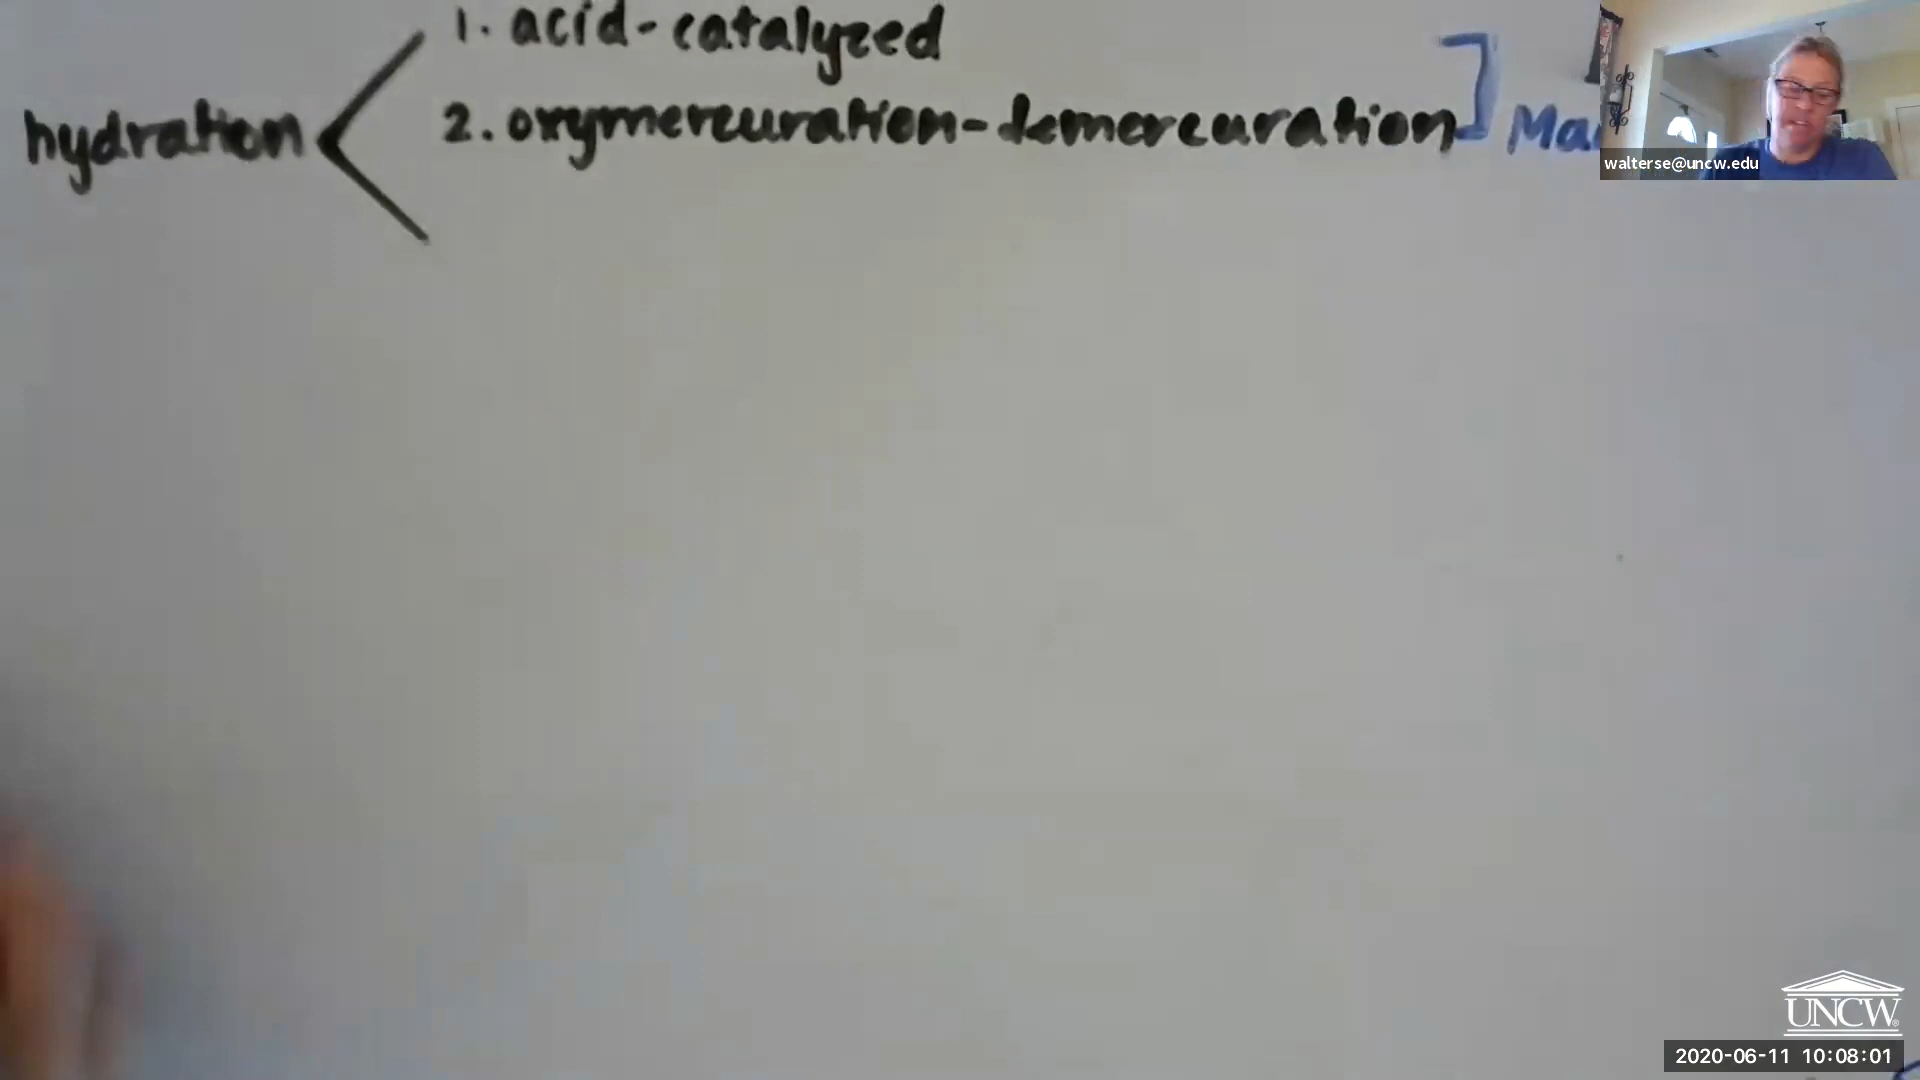 1. acid-catalyzed
hydration
2. oxymercuration-demercuration
walterse@uncw.edu
UNCW
2020-06-11 10:08:01